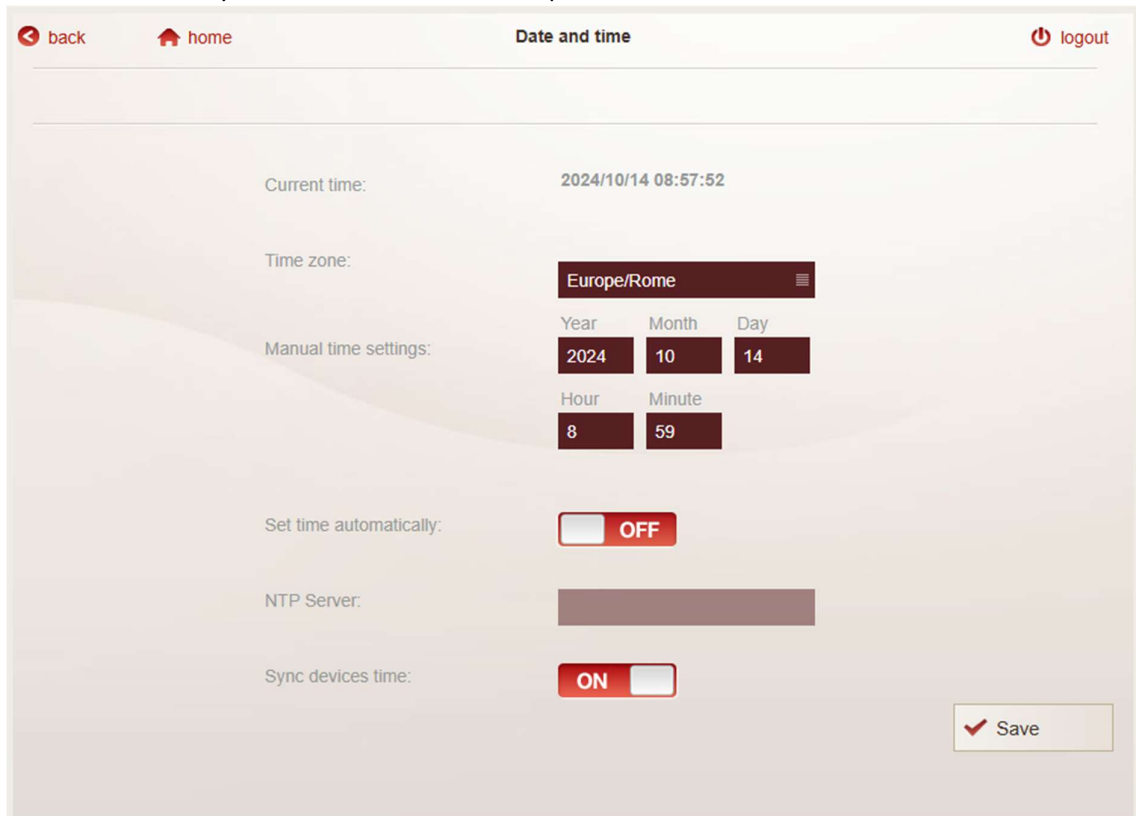 back home Date and time logout
Current time: 2024/10/14 08:57:52
Time zone: Europe/Rome
Year Month Day
Manual time settings: 2024 10 14
Hour Minute
8 59
Set time automatically: OFF
NTP Server:
Sync devices time: ON
Save